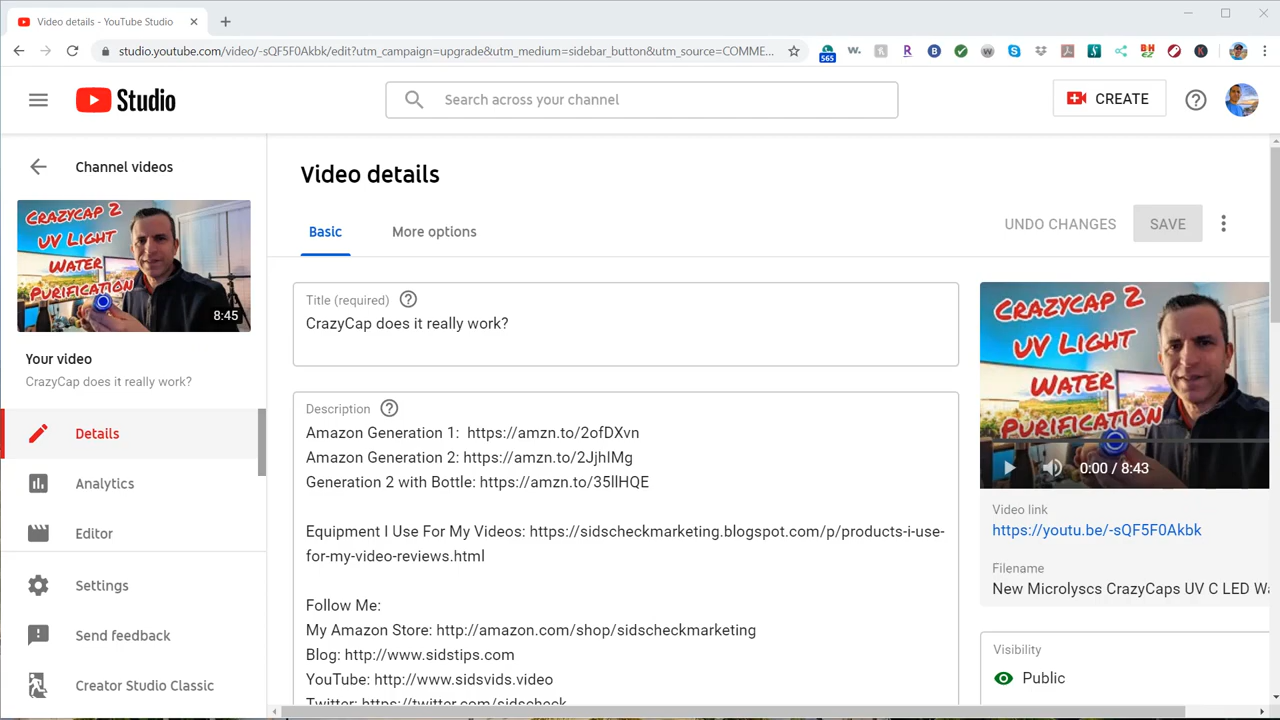 Video details - YouTube Studio
studio.youtube.com/video/-sQF5F0Akbk/edit?utm_campaign=upgrade&utm_medium=sidebar_button&utm_source=COMME...
565
Studio
Search across your channel
CREATE
Channel videos
CRAZYCAP 2
UV LIGHT
WATER
PURIFICATION
8:45
Your video
CrazyCap does it really work?
Details
Analytics
Editor
Settings
Send feedback
Creator Studio Classic
Video details
Basic
More options
UNDO CHANGES
SAVE
Title (required)
CrazyCap does it really work?
Description
Amazon Generation 1:  https://amzn.to/2ofDXvn
Amazon Generation 2: https://amzn.to/2JjhIMg
Generation 2 with Bottle: https://amzn.to/35llHQE
Equipment I Use For My Videos: https://sidscheckmarketing.blogspot.com/p/products-i-use-
for-my-video-reviews.html
Follow Me:
My Amazon Store: http://amazon.com/shop/sidscheckmarketing
Blog: http://www.sidstips.com
YouTube: http://www.sidsvids.video
Twitter: https://twitter.com/sidscheck
CRAZYCAP 2
UV LIGHT
WATER
PURIFICATION
0:00 / 8:43
Video link
https://youtu.be/-sQF5F0Akbk
Filename
New Microlyscs CrazyCaps UV C LED Wa
Visibility
Public